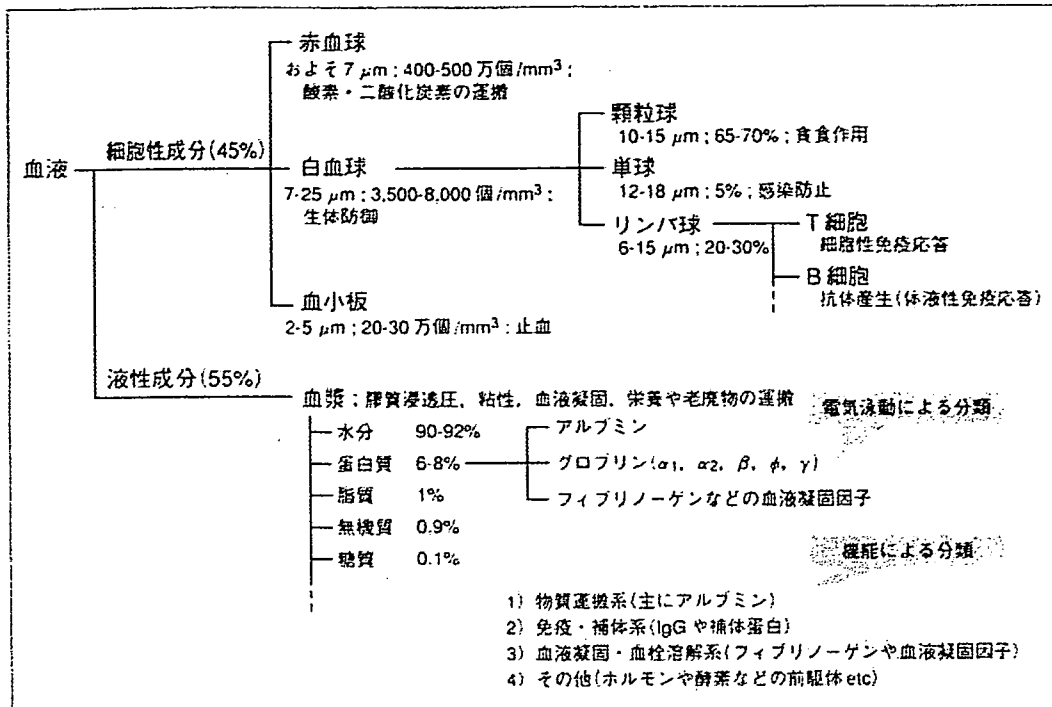 赤血球
およそ7 μm；400-500万個/mm³；
酸素・二酸化炭素の運搬
細胞性成分(45%)
血液
白血球
7-25 μm；3,500-8,000個/mm³；
生体防御
顆粒球
10-15 μm；65-70%；貪食作用
単球
12-18 μm；5%；感染防止
リンパ球
6-15 μm；20-30%
T細胞
細胞性免疫応答
B細胞
抗体産生(体液性免疫応答)
血小板
2-5 μm；20-30万個/mm³：止血
液性成分(55%)
血漿；膠質浸透圧，粘性，血液凝固，栄養や老廃物の運搬
電気泳動による分類
水分 90-92%
蛋白質 6-8%
脂質 1%
無機質 0.9%
糖質 0.1%
アルブミン
グロブリン(α1，α2，β，φ，γ)
フィブリノーゲンなどの血液凝固因子
機能による分類
1) 物質運搬系(主にアルブミン)
2) 免疫・補体系(IgGや補体蛋白)
3) 血液凝固・血栓溶解系(フィブリノーゲンや血液凝固因子)
4) その他(ホルモンや酵素などの前駆体etc)